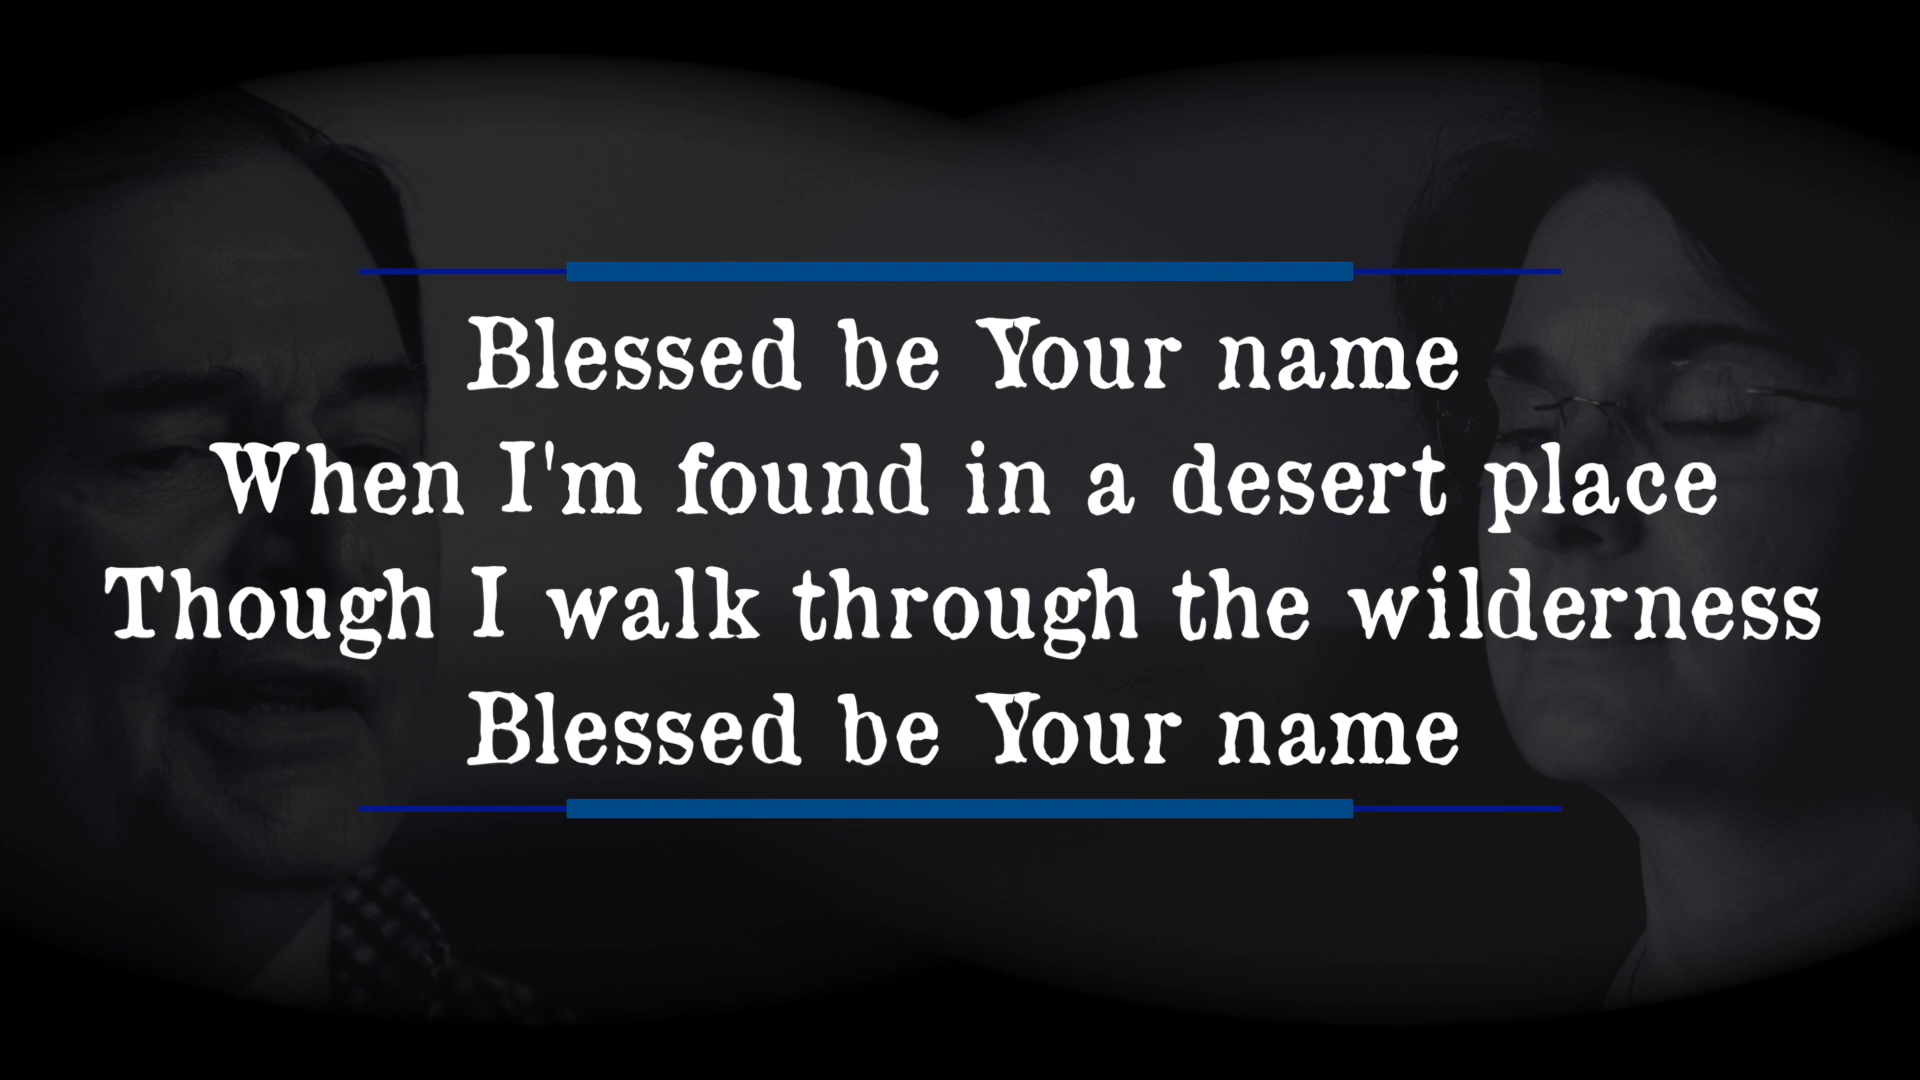 Blessed be Your name
When I'm found in a desert place
Though I walk through the wilderness
Blessed be Your name